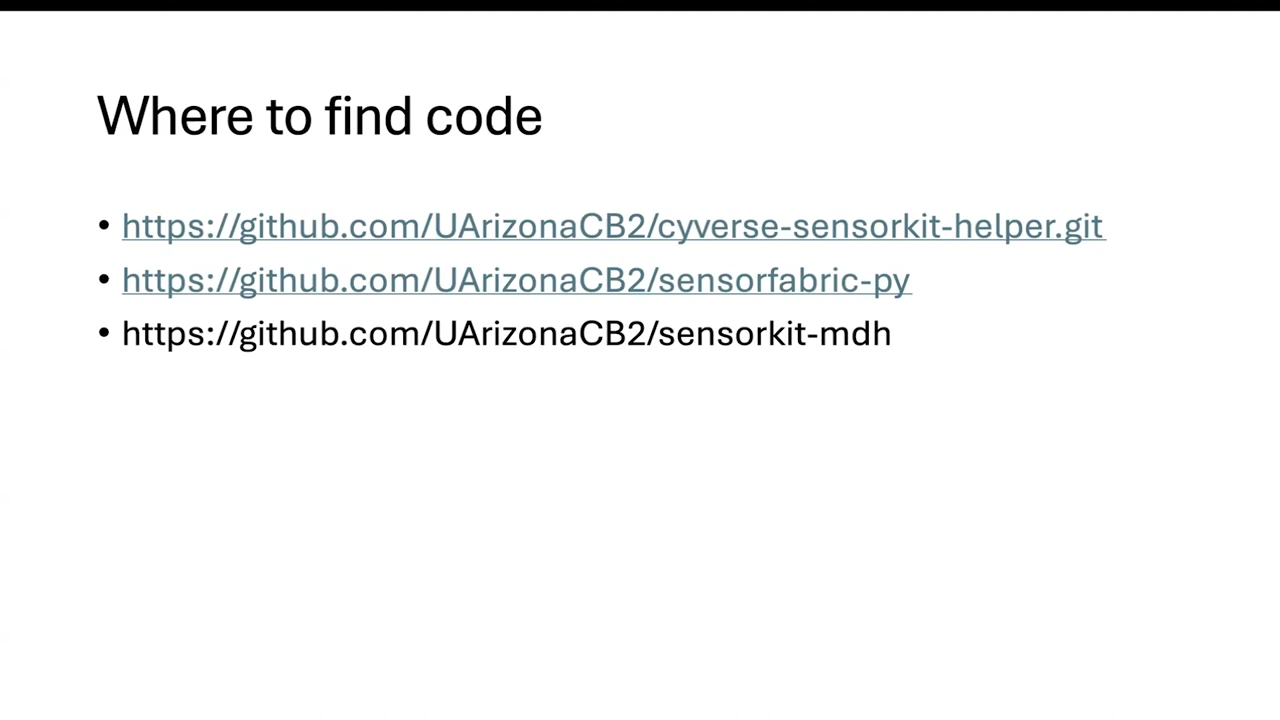 Where to find code
• https://github.com/UArizonaCB2/cyverse-sensorkit-helper.git
• https://github.com/UArizonaCB2/sensorfabric-py
• https://github.com/UArizonaCB2/sensorkit-mdh